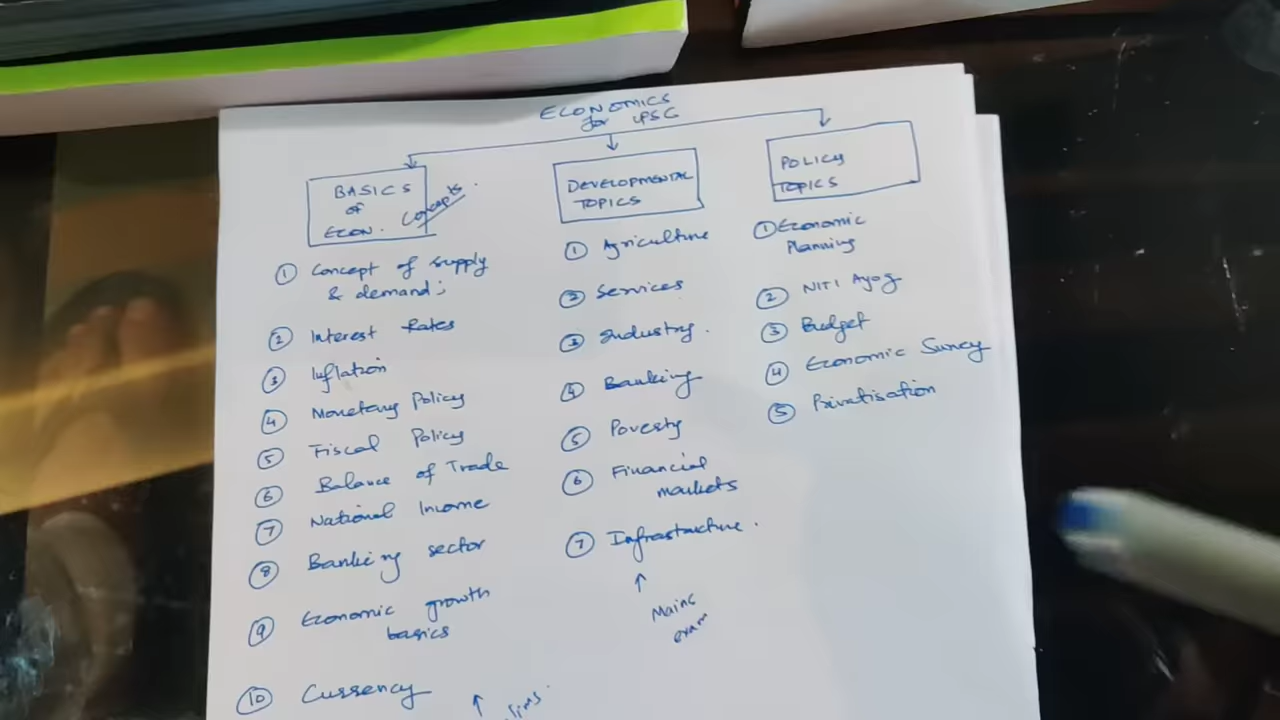 ECONOMICS
for UPSC
BASICS
OF
ECON. Concepts.
① Concept of supply
& demand;
② Interest Rates
③ Inflation
④ Monetary Policy
⑤ Fiscal Policy
⑥ Balance of Trade
⑦ National Income
⑧ Banking sector
⑨ Economic growth
basics
⑩ Currency
DEVELOPMENTAL
TOPICS
① Agriculture
② Services
③ Industry.
④ Banking
⑤ Poverty
⑥ Financial
markets
⑦ Infrastructure.
↑
Mains
exam
POLICY
TOPICS
① Economic
Planning
② NITI Ayog
③ Budget
④ Economic Survey
⑤ Privatisation